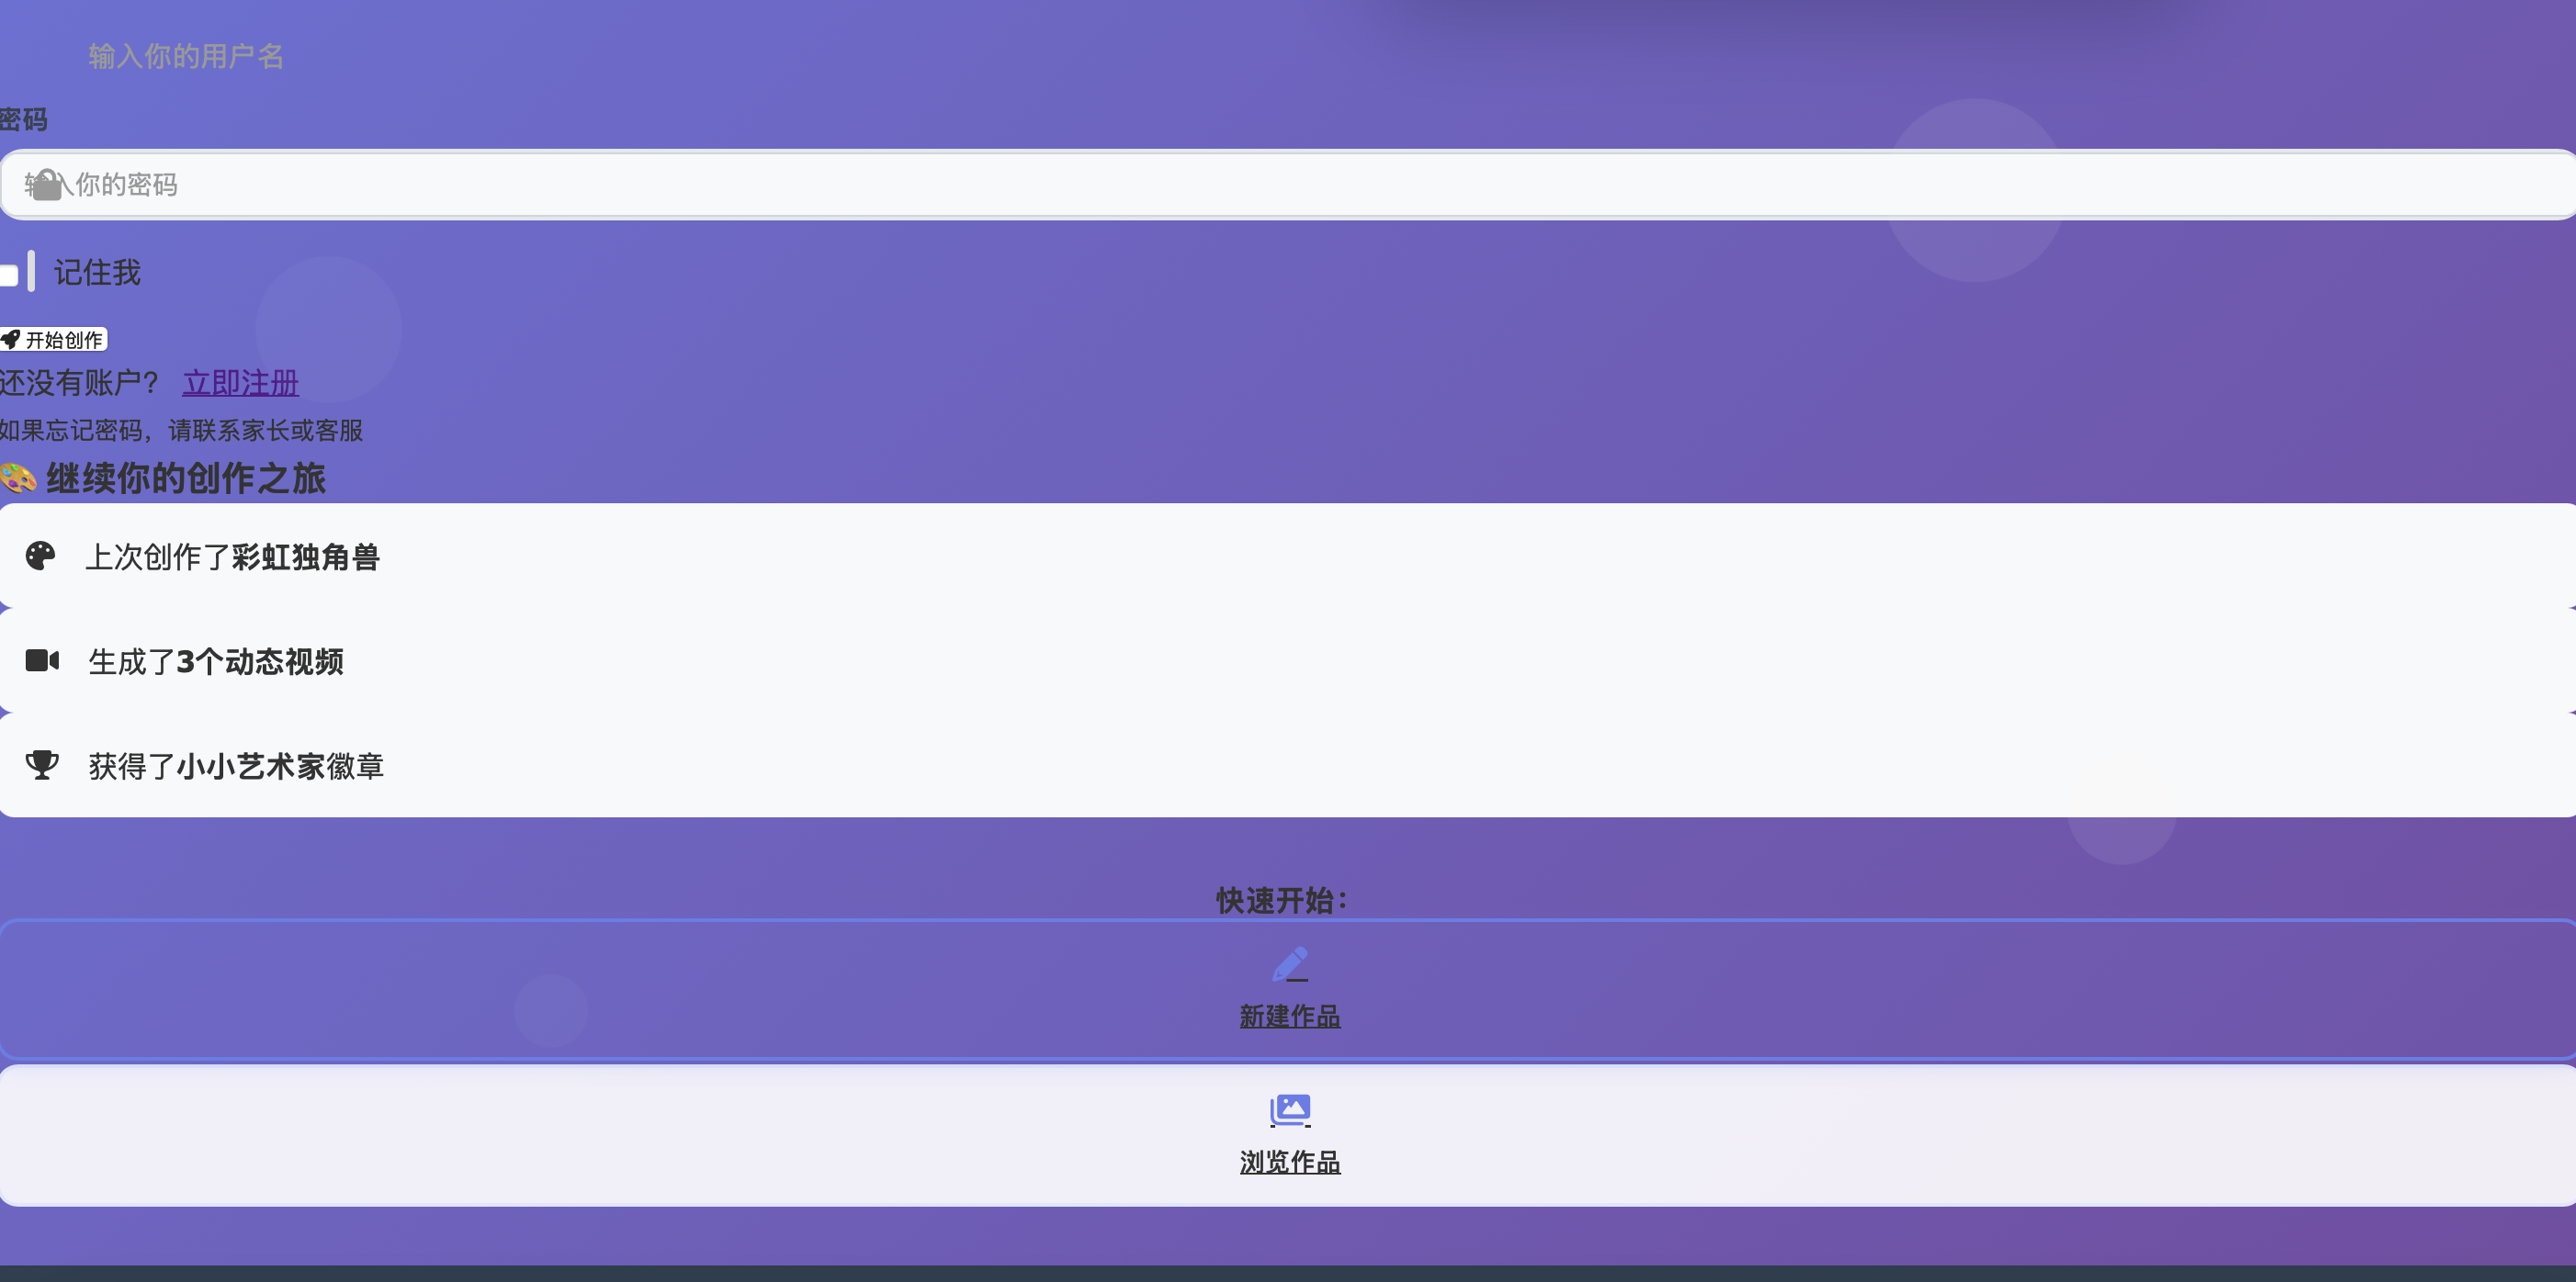 输入你的用户名
密码
输入你的密码
记住我
开始创作
还没有账户? 立即注册
如果忘记密码，请联系家长或客服
继续你的创作之旅
上次创作了彩虹独角兽
生成了3个动态视频
获得了小小艺术家徽章
快速开始：
新建作品
浏览作品